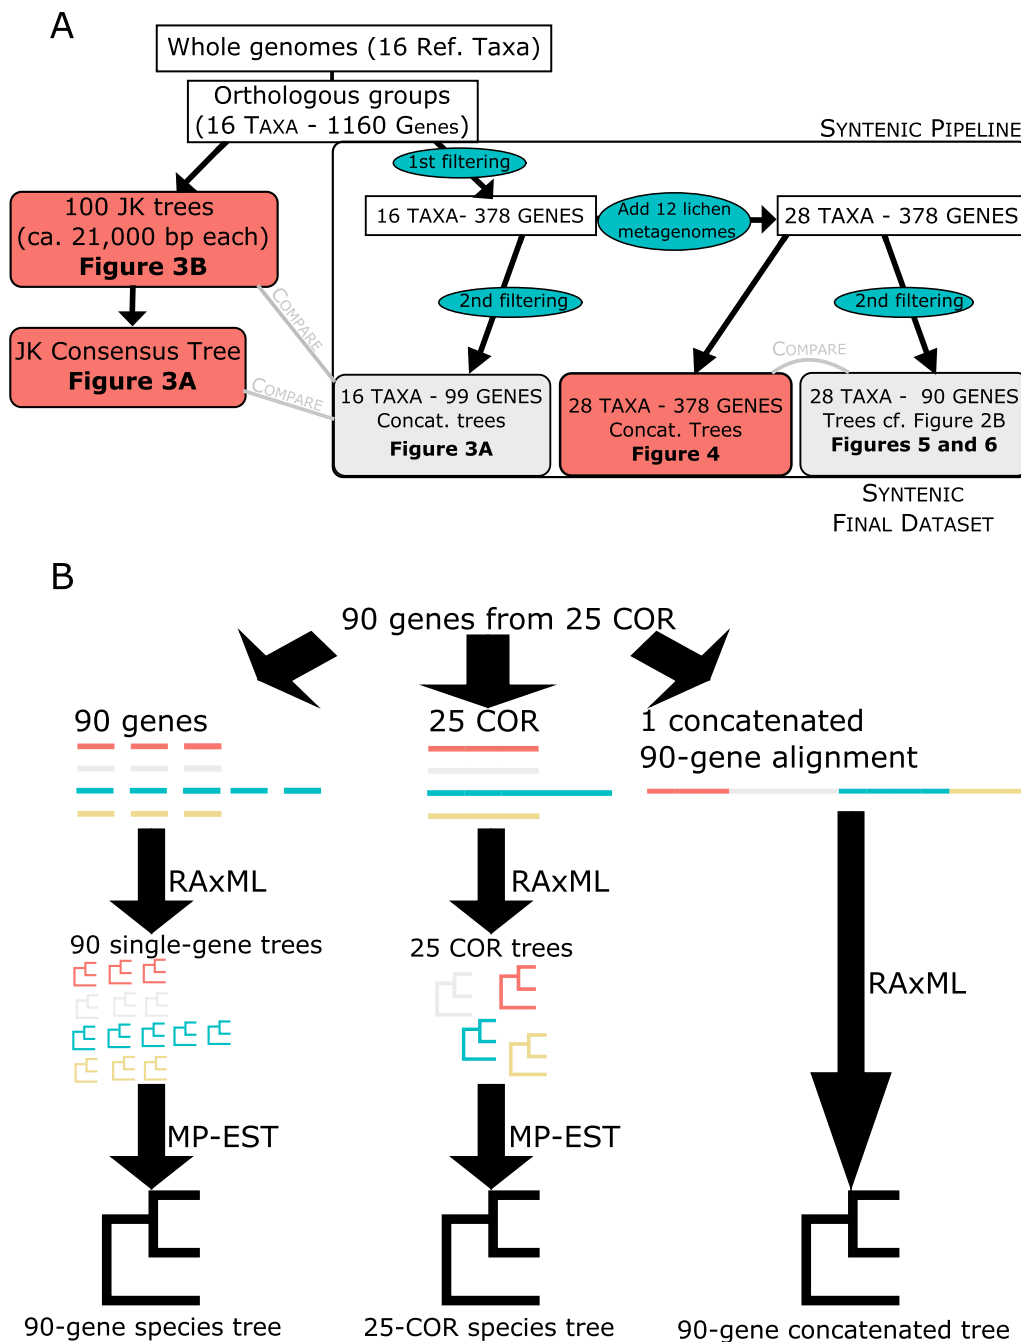 A
Whole genomes (16 Ref. Taxa)
Orthologous groups
(16 TAXA - 1160 GENES)
SYNTENIC PIPELINE
1st filtering
100 JK trees
(ca. 21,000 bp each)
Figure 3B
16 TAXA- 378 GENES
Add 12 lichen
metagenomes
28 TAXA - 378 GENES
2nd filtering
2nd filtering
COMPARE
COMPARE
COMPARE
JK Consensus Tree
Figure 3A
16 TAXA - 99 GENES
Concat. trees
Figure 3A
28 TAXA - 378 GENES
Concat. Trees
Figure 4
28 TAXA - 90 GENES
Trees cf. Figure 2B
Figures 5 and 6
SYNTENIC
FINAL DATASET
B
90 genes from 25 COR
90 genes
25 COR
1 concatenated
90-gene alignment
RAxML
RAxML
RAxML
90 single-gene trees
25 COR trees
MP-EST
MP-EST
90-gene species tree
25-COR species tree
90-gene concatenated tree